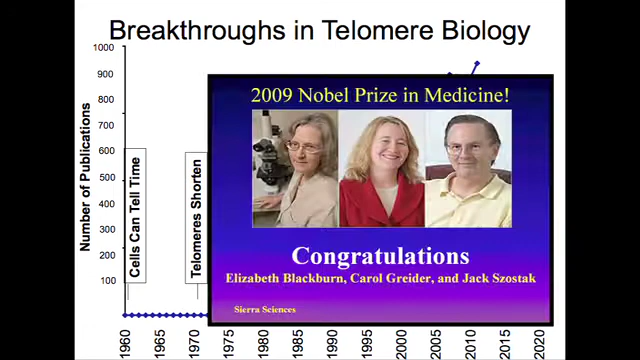 Breakthroughs in Telomere Biology
Number of Publications
1000
900
800
700
600
500
400
300
200
100
Cells Can Tell Time
Telomeres Shorten
2009 Nobel Prize in Medicine!
Congratulations
Elizabeth Blackburn, Carol Greider, and Jack Szostak
Sierra Sciences
1960
1965
1970
1975
1980
1985
1990
1995
2000
2005
2010
2015
2020